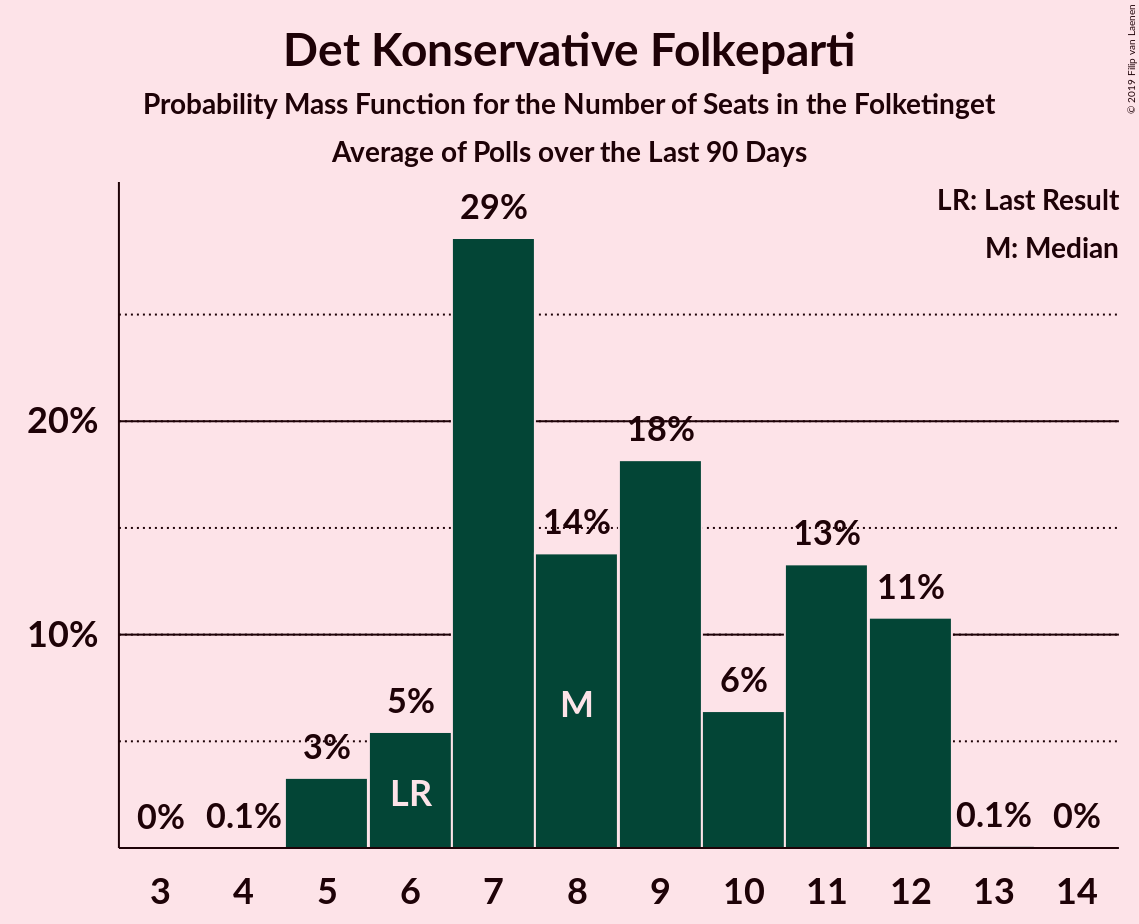 Det Konservative Folkeparti
Probability Mass Function for the Number of Seats in the Folketinget
Average of Polls over the Last 90 Days
© 2019 Filip van Laenen
LR: Last Result
M: Median
29%
20%
18%
14%
13%
11%
10%
6%
5%
3%
M
LR
0%
0.1%
0.1%
0%
3 4 5 6 7 8 9 10 11 12 13 14